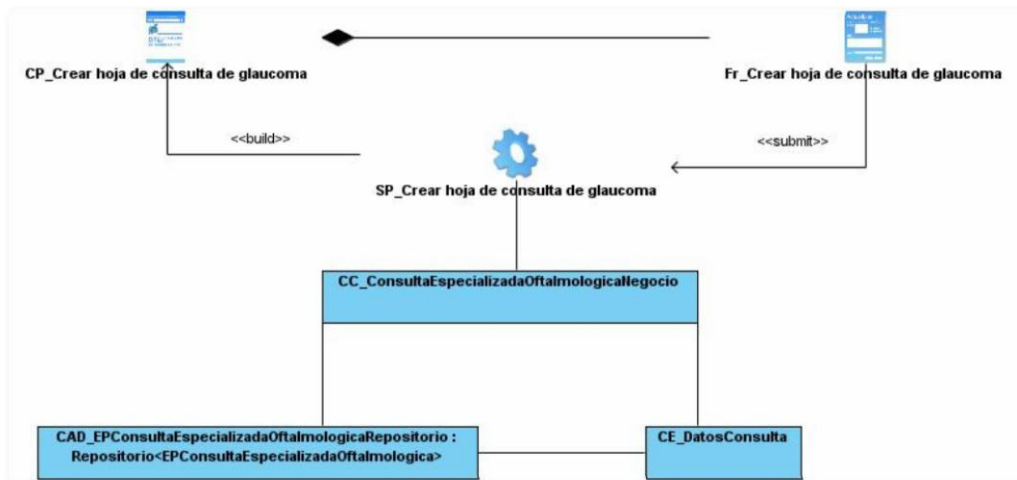 CP_Crear hoja de consulta de glaucoma
Fr_Crear hoja de consulta de glaucoma
<<build>>
<<submit>>
SP_Crear hoja de consulta de glaucoma
CC_ConsultaEspecializadaOftalmologicaNegocio
CAD_EPConsultaEspecializadaOftalmologicaRepositorio :
Repositorio<EPConsultaEspecializadaOftalmologica>
CE_DatosConsulta